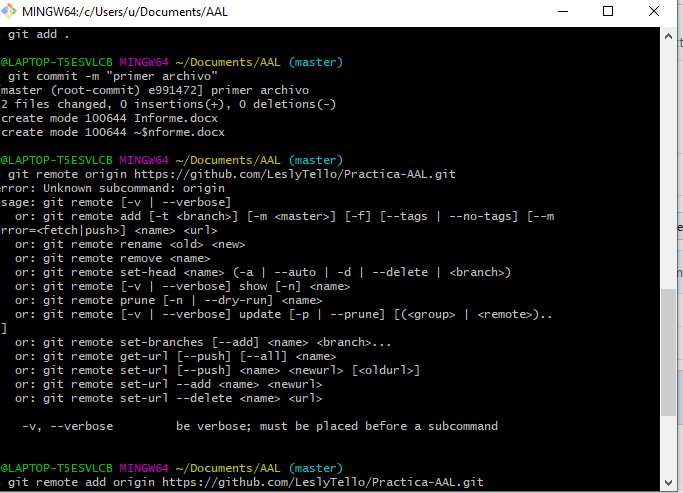 MINGW64:/c/Users/u/Documents/AAL
git add .
@LAPTOP-T5ESVLCB MINGW64 ~/Documents/AAL (master)
git commit -m "primer archivo"
master (root-commit) e991472] primer archivo
2 files changed, 0 insertions(+), 0 deletions(-)
create mode 100644 Informe.docx
create mode 100644 ~$nforme.docx
@LAPTOP-T5ESVLCB MINGW64 ~/Documents/AAL (master)
git remote origin https://github.com/LeslyTello/Practica-AAL.git
error: Unknown subcommand: origin
usage: git remote [-v | --verbose]
or: git remote add [-t <branch>] [-m <master>] [-f] [--tags | --no-tags] [--m
rror=<fetch|push>] <name> <url>
or: git remote rename <old> <new>
or: git remote remove <name>
or: git remote set-head <name> (-a | --auto | -d | --delete | <branch>)
or: git remote [-v | --verbose] show [-n] <name>
or: git remote prune [-n | --dry-run] <name>
or: git remote [-v | --verbose] update [-p | --prune] [(<group> | <remote>)..
]
or: git remote set-branches [--add] <name> <branch>...
or: git remote get-url [--push] [--all] <name>
or: git remote set-url [--push] <name> <newurl> [<oldurl>]
or: git remote set-url --add <name> <newurl>
or: git remote set-url --delete <name> <url>
-v, --verbose be verbose; must be placed before a subcommand
@LAPTOP-T5ESVLCB MINGW64 ~/Documents/AAL (master)
git remote add origin https://github.com/LeslyTello/Practica-AAL.git